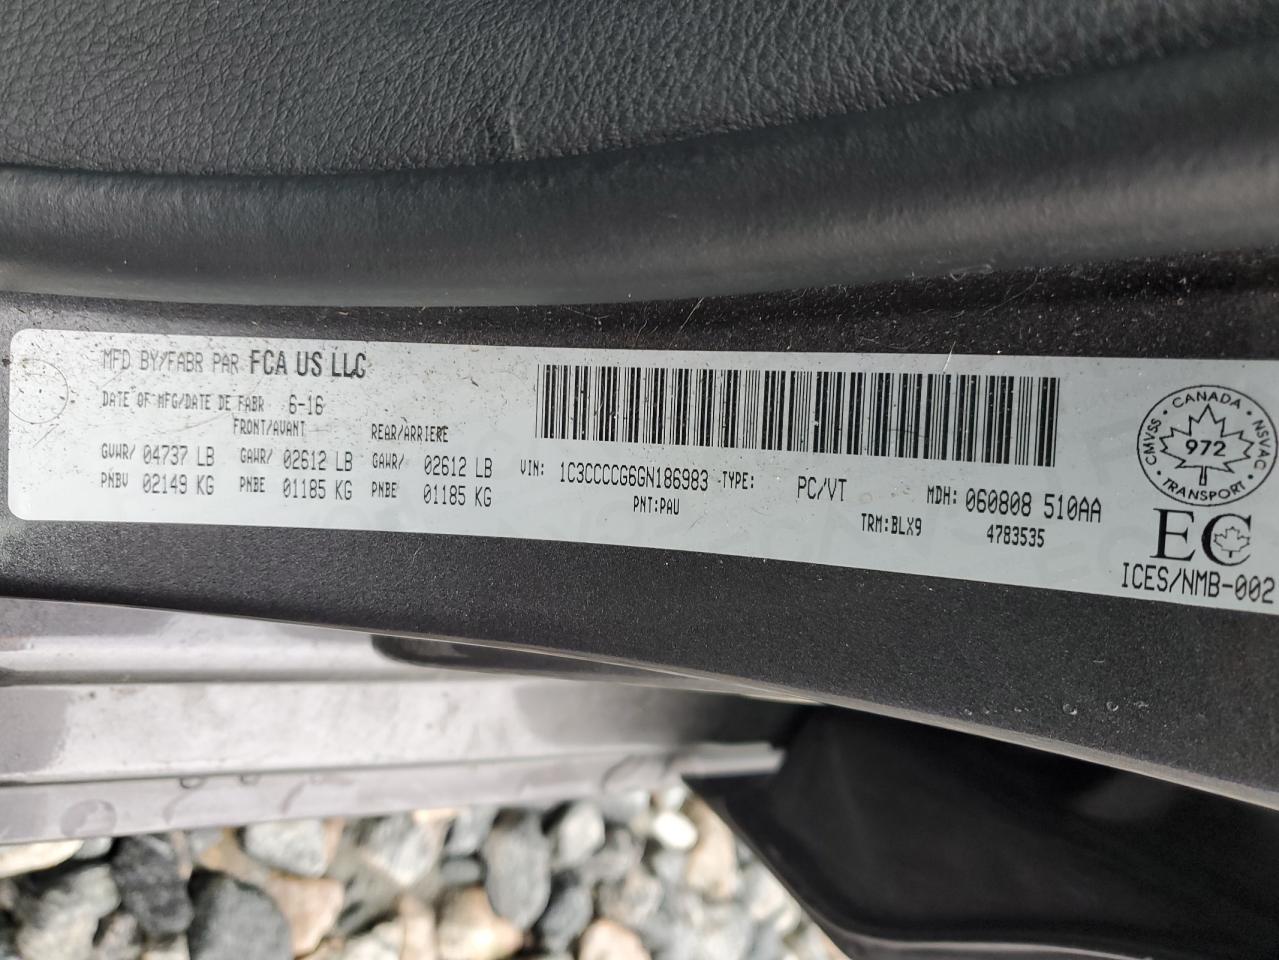 MFD BY/FABR PAR FCA US LLC
DATE OF MFG/DATE DE FABR 6-16
FRONT/AVANT REAR/ARRIERE
GVWR/ 04737 LB GAWR/ 02612 LB GAWR/ 02612 LB
PNBV 02149 KG PNBE 01185 KG PNBE 01185 KG
VIN: 1C3CCCCG6GN186983 TYPE: PC/VT MDH: 060808 510AA
PNT:PAU TRM:BLX9 4783535
CANADA
CMVSS 972 NSVAC
TRANSPORT
EC
ICES/NMB-002